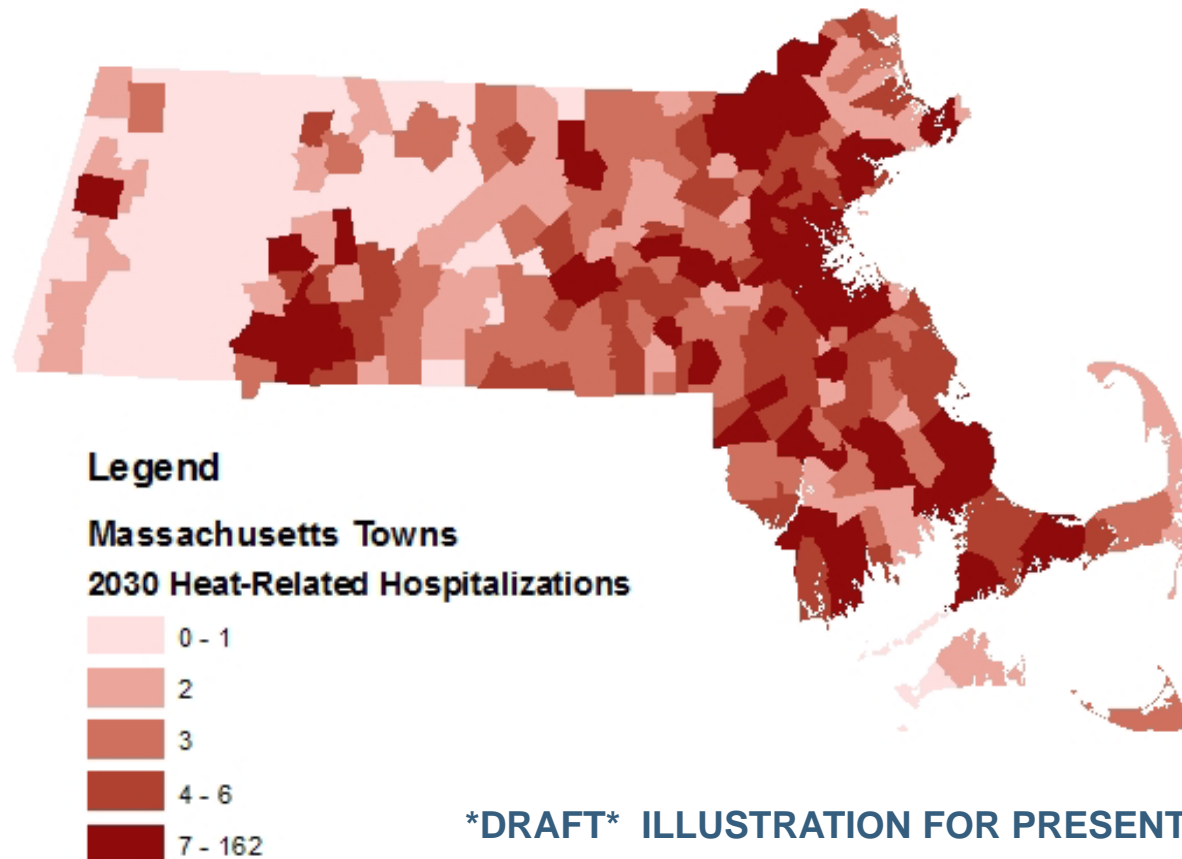 Legend
Massachusetts Towns
2030 Heat-Related Hospitalizations
0 - 1
2
3
4 - 6
7 - 162
*DRAFT* ILLUSTRATION FOR PRESENT